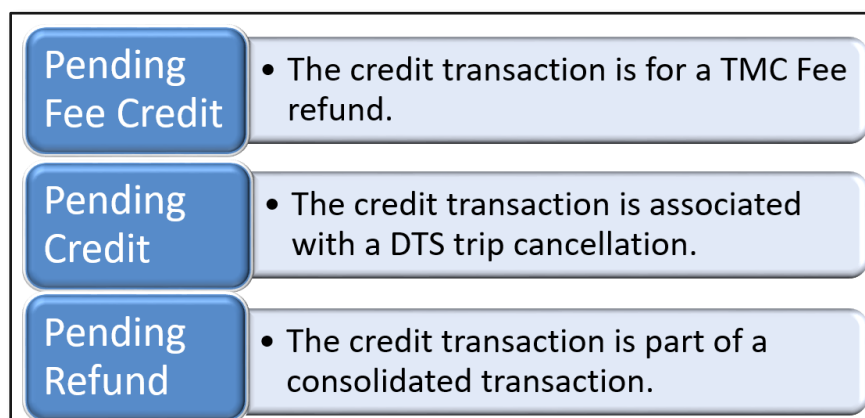 Pending
Fee Credit
• The credit transaction is for a TMC Fee
refund.
Pending
Credit
• The credit transaction is associated
with a DTS trip cancellation.
Pending
Refund
• The credit transaction is part of a
consolidated transaction.